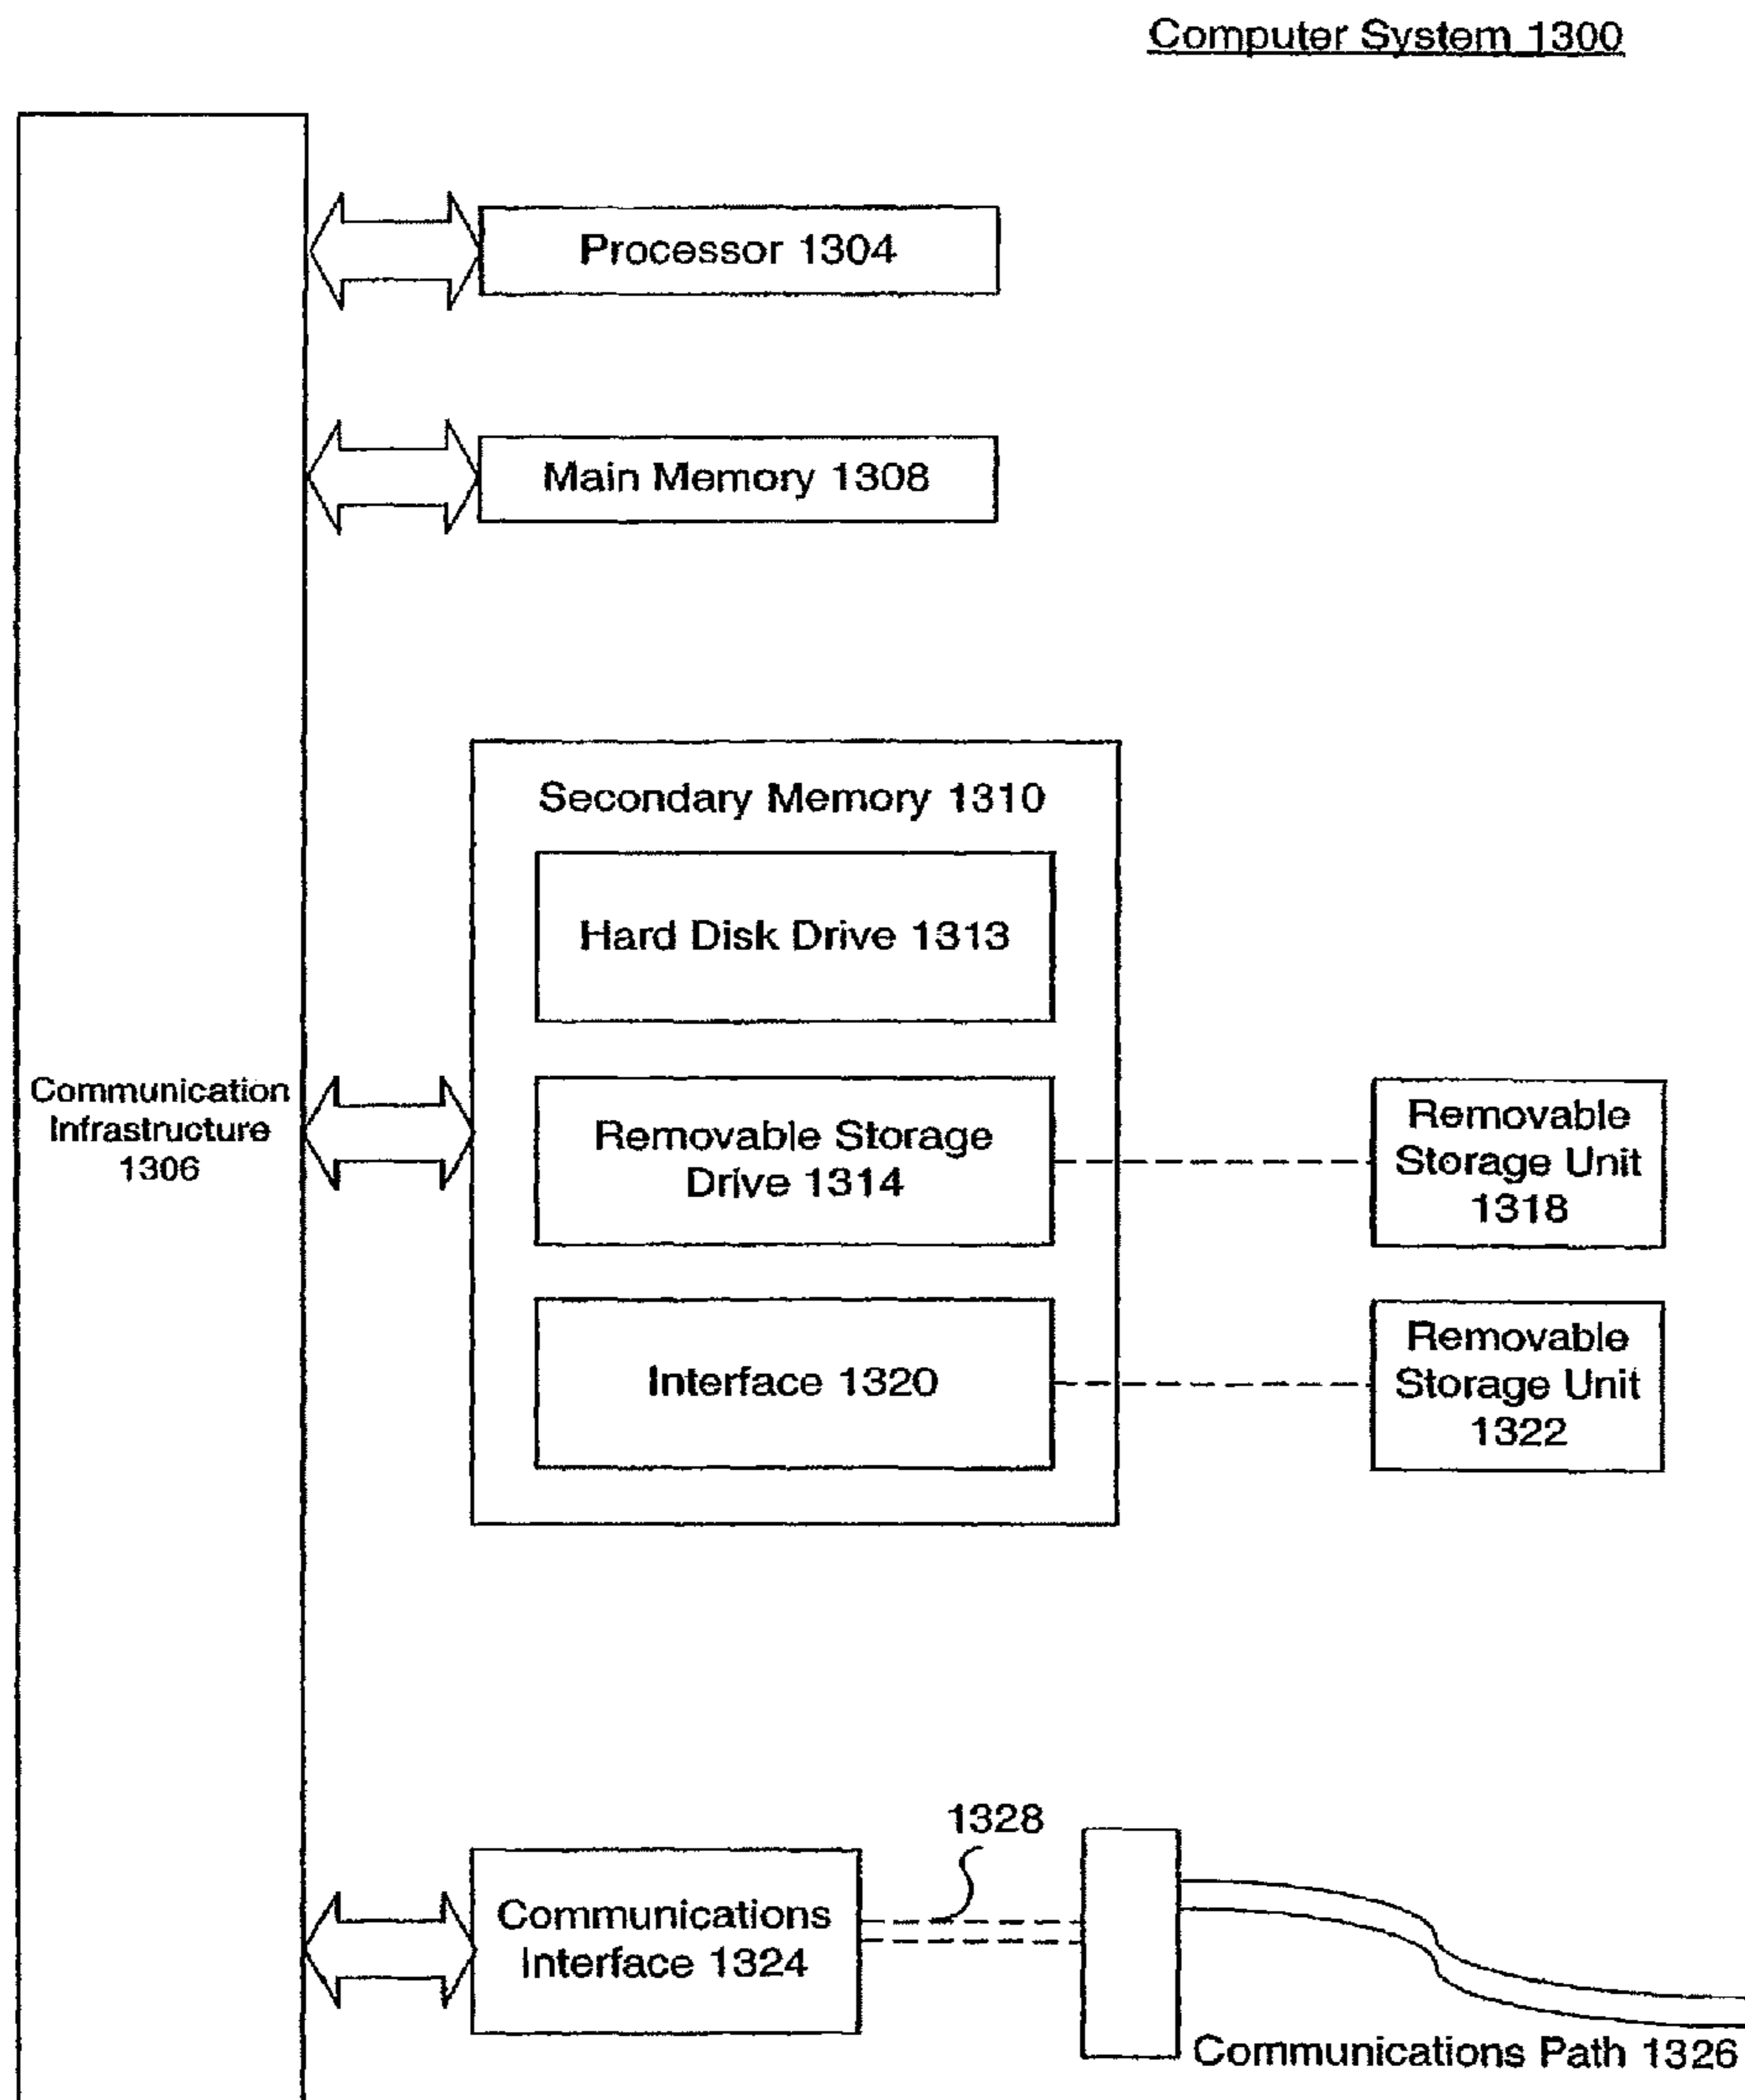 Computer System 1300
Processor 1304
Main Memory 1308
Secondary Memory 1310
Hard Disk Drive 1313
Communication
Infrastructure
1306
Removable Storage
Drive 1314
Removable
Storage Unit
1318
Interface 1320
Removable
Storage Unit
1322
1328
Communications
Interface 1324
Communications Path 1326